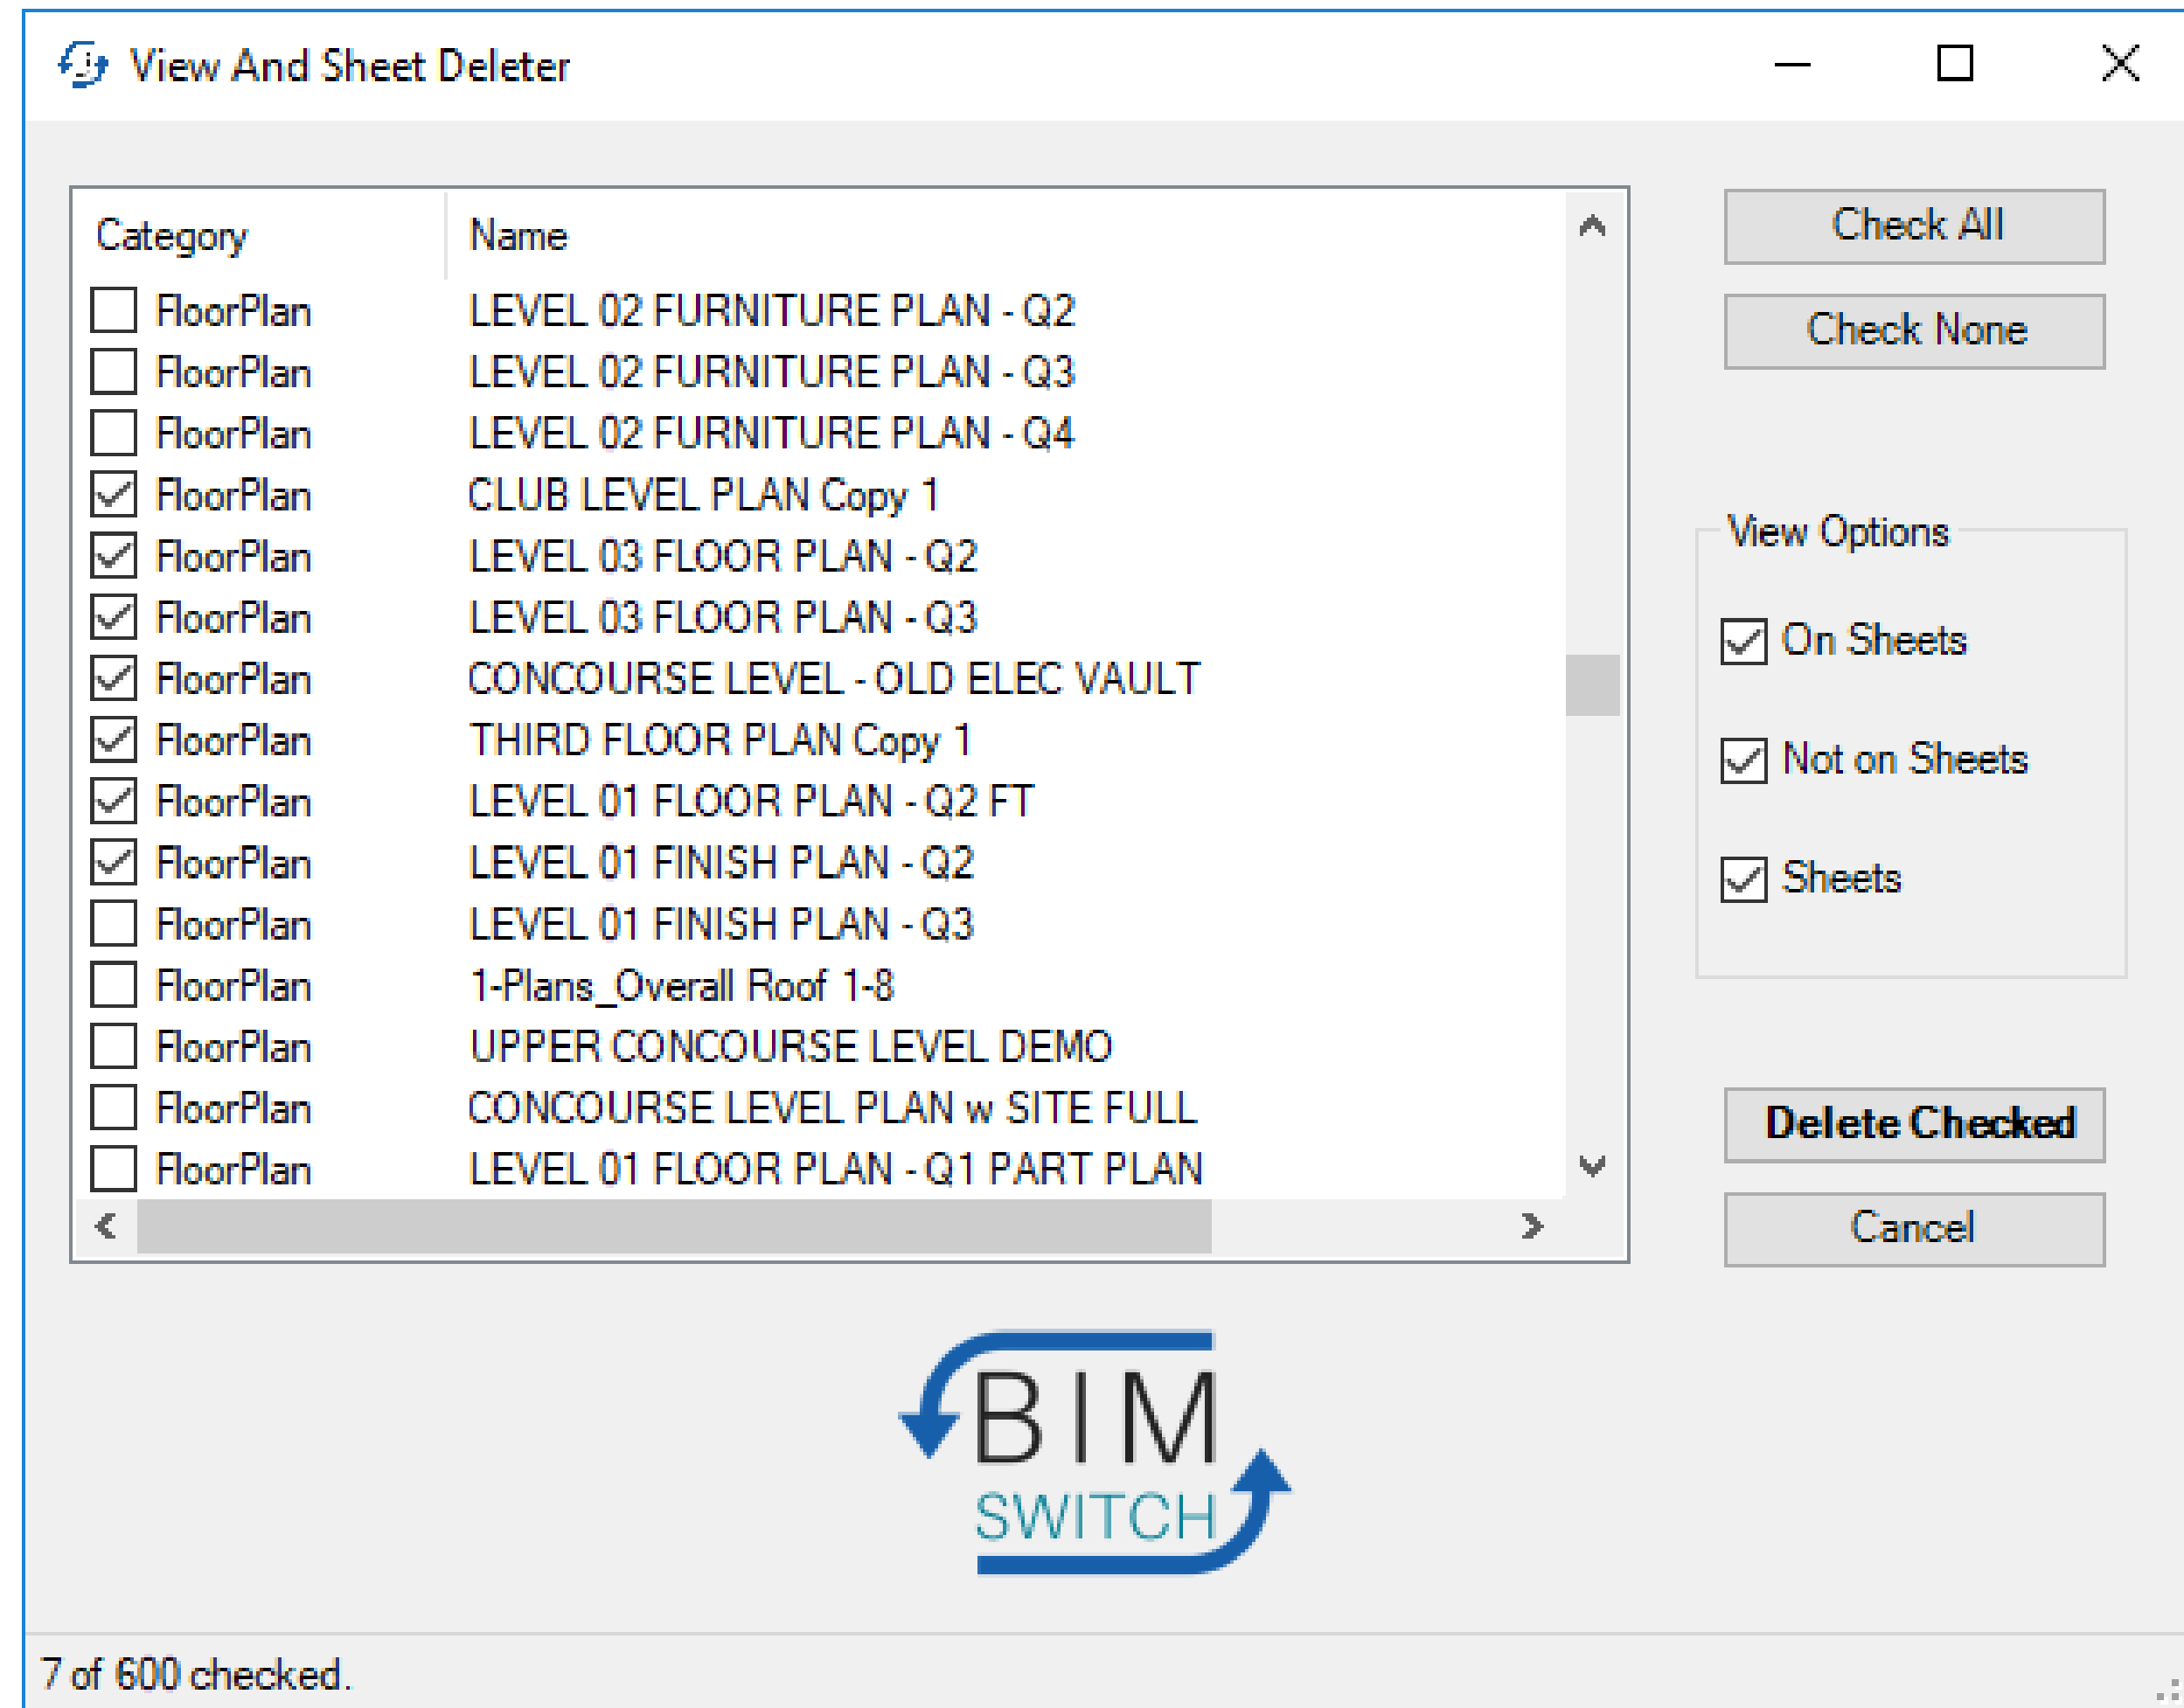 View And Sheet Deleter
Category Name
FloorPlan LEVEL 02 FURNITURE PLAN - Q2
FloorPlan LEVEL 02 FURNITURE PLAN - Q3
FloorPlan LEVEL 02 FURNITURE PLAN - Q4
FloorPlan CLUB LEVEL PLAN Copy 1
FloorPlan LEVEL 03 FLOOR PLAN - Q2
FloorPlan LEVEL 03 FLOOR PLAN - Q3
FloorPlan CONCOURSE LEVEL - OLD ELEC VAULT
FloorPlan THIRD FLOOR PLAN Copy 1
FloorPlan LEVEL 01 FLOOR PLAN - Q2 FT
FloorPlan LEVEL 01 FINISH PLAN - Q2
FloorPlan LEVEL 01 FINISH PLAN - Q3
FloorPlan 1-Plans_Overall Roof 1-8
FloorPlan UPPER CONCOURSE LEVEL DEMO
FloorPlan CONCOURSE LEVEL PLAN w SITE FULL
FloorPlan LEVEL 01 FLOOR PLAN - Q1 PART PLAN
Check All
Check None
View Options
On Sheets
Not on Sheets
Sheets
Delete Checked
Cancel
BIM
SWITCH
7 of 600 checked.